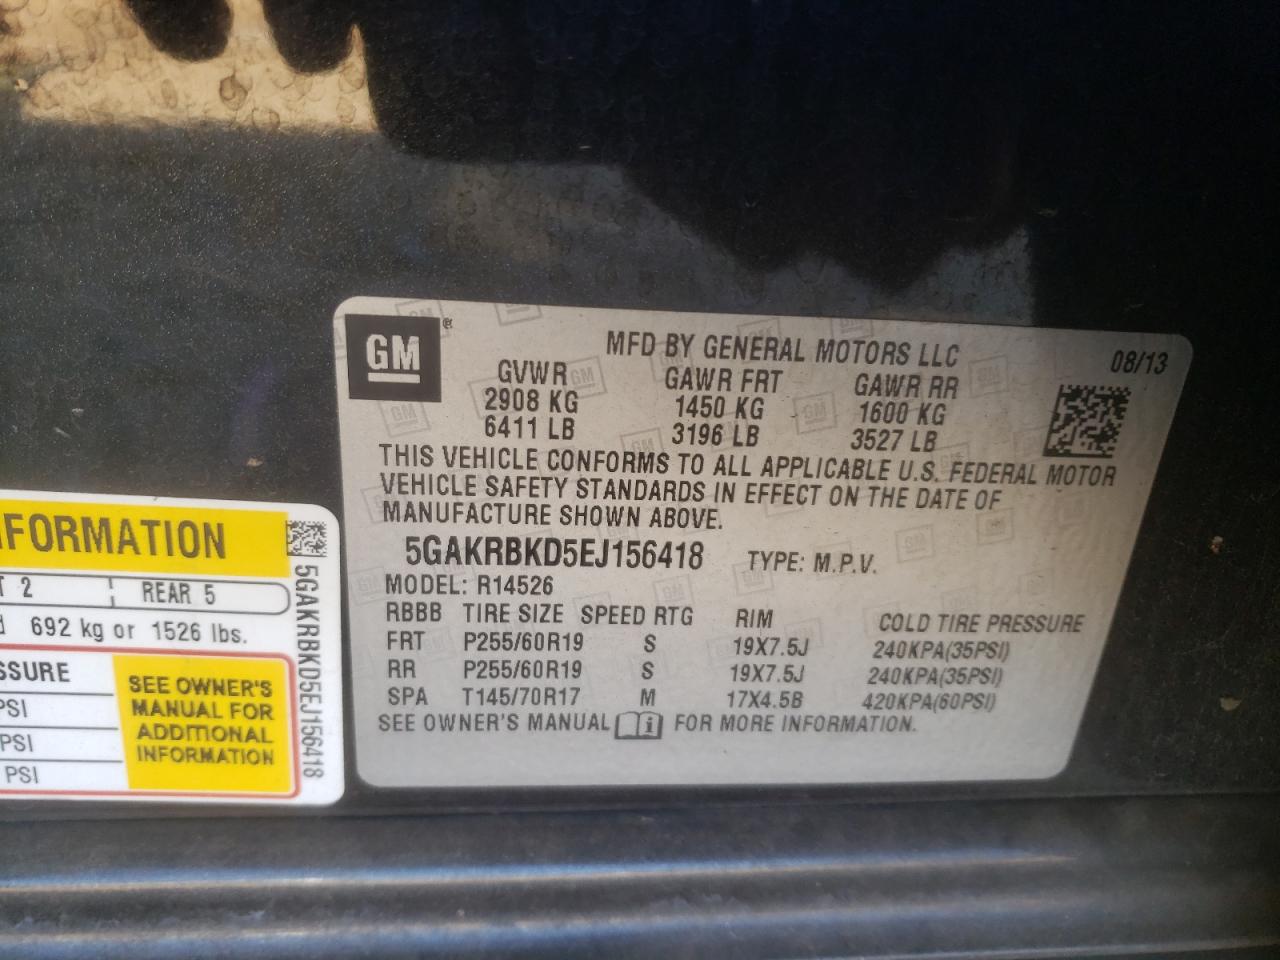 GM ®
MFD BY GENERAL MOTORS LLC 08/13
GVWR GAWR FRT GAWR RR
2908 KG 1450 KG 1600 KG
6411 LB 3196 LB 3527 LB
THIS VEHICLE CONFORMS TO ALL APPLICABLE U.S. FEDERAL MOTOR
VEHICLE SAFETY STANDARDS IN EFFECT ON THE DATE OF
MANUFACTURE SHOWN ABOVE.
5GAKRBKD5EJ156418 TYPE: M.P.V.
MODEL: R14526
RBBB TIRE SIZE SPEED RTG RIM COLD TIRE PRESSURE
FRT P255/60R19 S 19X7.5J 240KPA(35PSI)
RR P255/60R19 S 19X7.5J 240KPA(35PSI)
SPA T145/70R17 M 17X4.5B 420KPA(60PSI)
SEE OWNER'S MANUAL FOR MORE INFORMATION.
FORMATION
T 2 REAR 5
692 kg or 1526 lbs.
SSURE
PSI
PSI
PSI
SEE OWNER'S
MANUAL FOR
ADDITIONAL
INFORMATION
5GAKRBKD5EJ156418